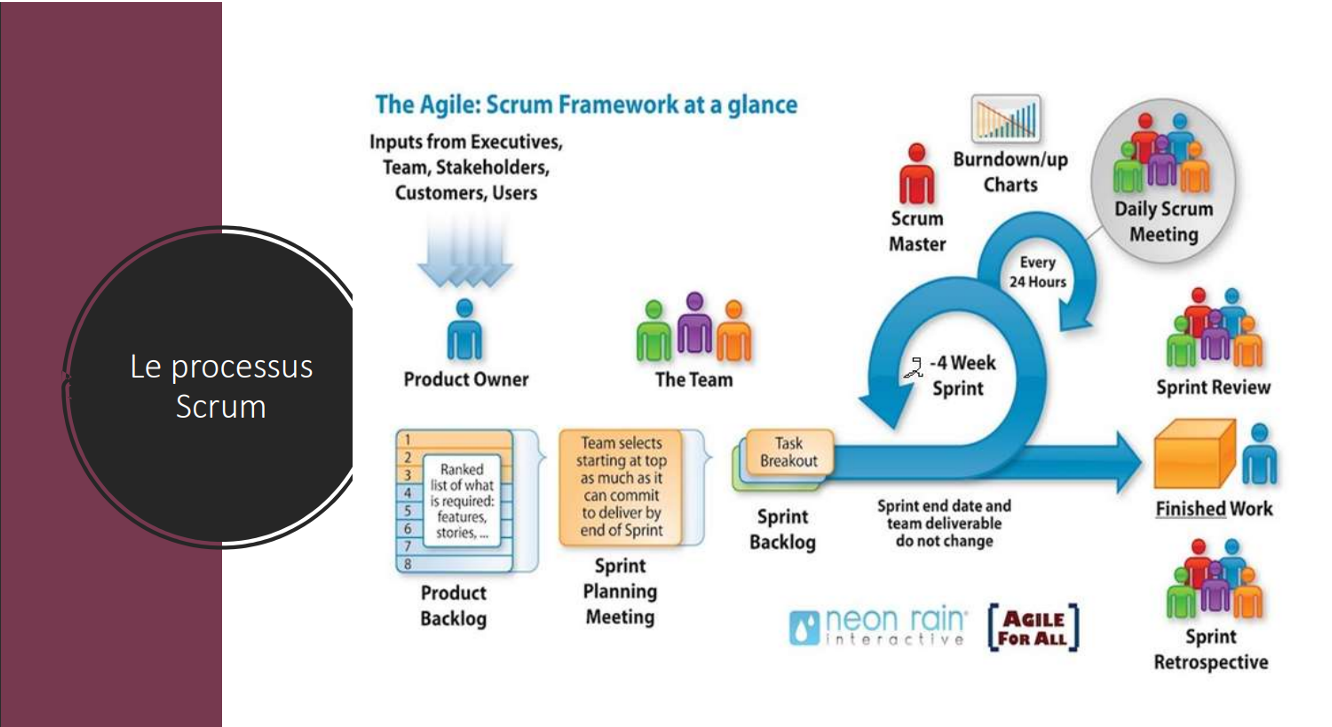 Le processus
Scrum
The Agile: Scrum Framework at a glance
Inputs from Executives,
Team, Stakeholders,
Customers, Users
Product Owner
The Team
Scrum
Master
Burndown/up
Charts
Daily Scrum
Meeting
Every
24 Hours
-4 Week
Sprint
Sprint Review
1
2
3
4
5
6
7
8
Ranked
list of what
is required:
features,
stories, ...
Product
Backlog
Team selects
starting at top
as much as it
can commit
to deliver by
end of Sprint
Sprint
Planning
Meeting
Task
Breakout
Sprint
Backlog
Sprint end date and
team deliverable
do not change
Finished Work
Sprint
Retrospective
neon rain
interactive
AGILE
FOR ALL